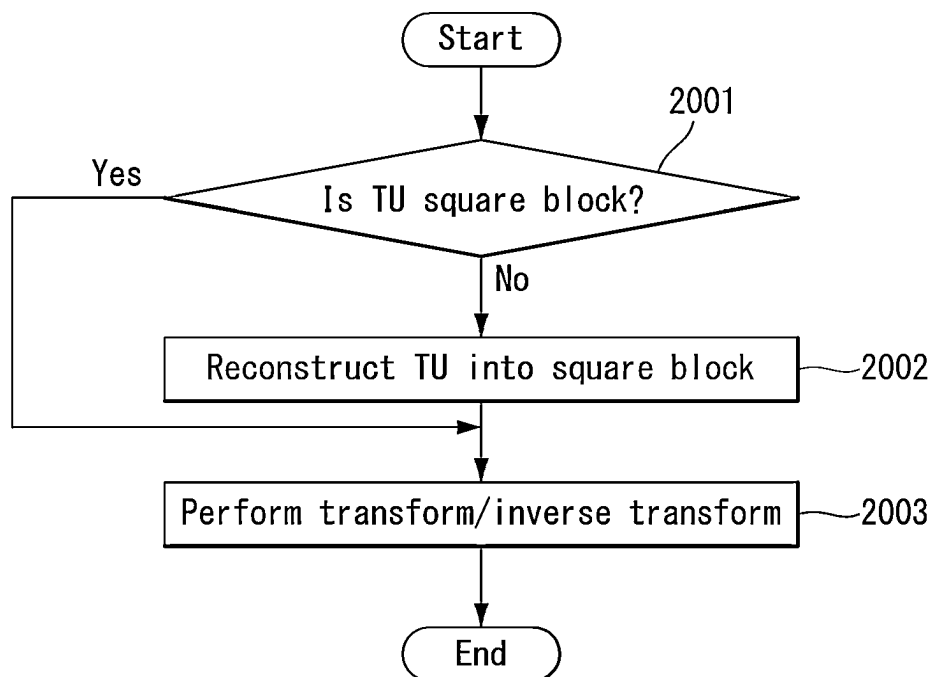 Start
2001
Yes
Is TU square block?
No
Reconstruct TU into square block
2002
Perform transform/inverse transform
2003
End